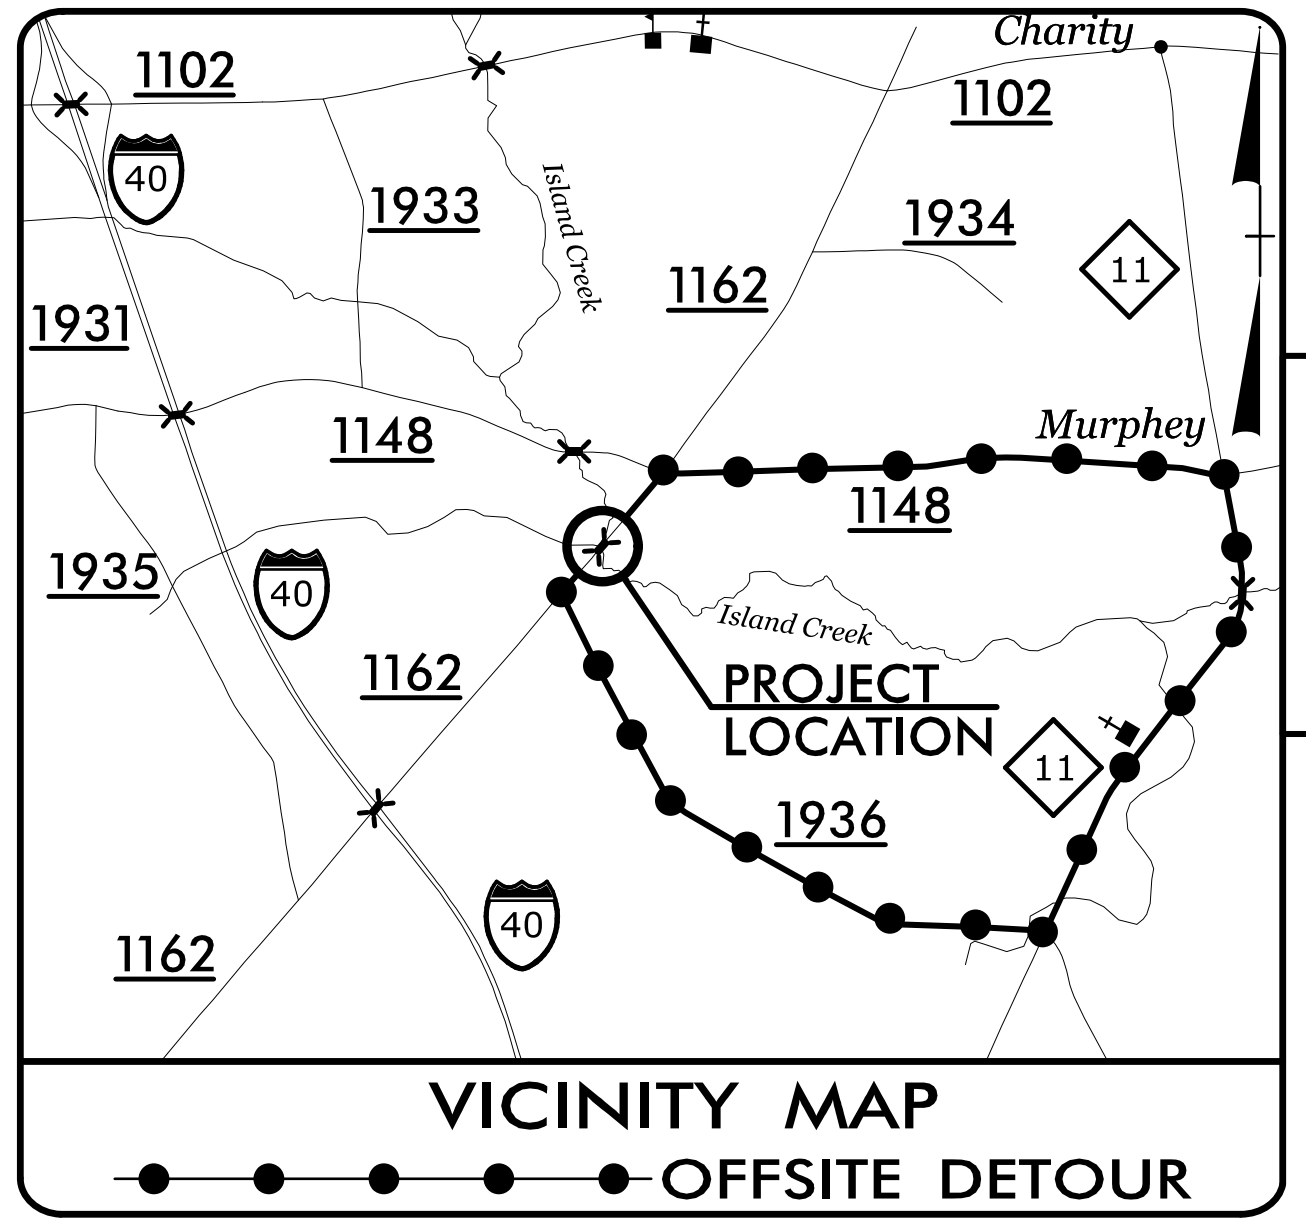 Charity
1102
1102
40
1933
Island Creek
1934
11
1162
1931
Murphey
1148
1148
1935
40
Island Creek
1162
PROJECT
LOCATION
11
1936
40
1162
VICINITY MAP
OFFSITE DETOUR